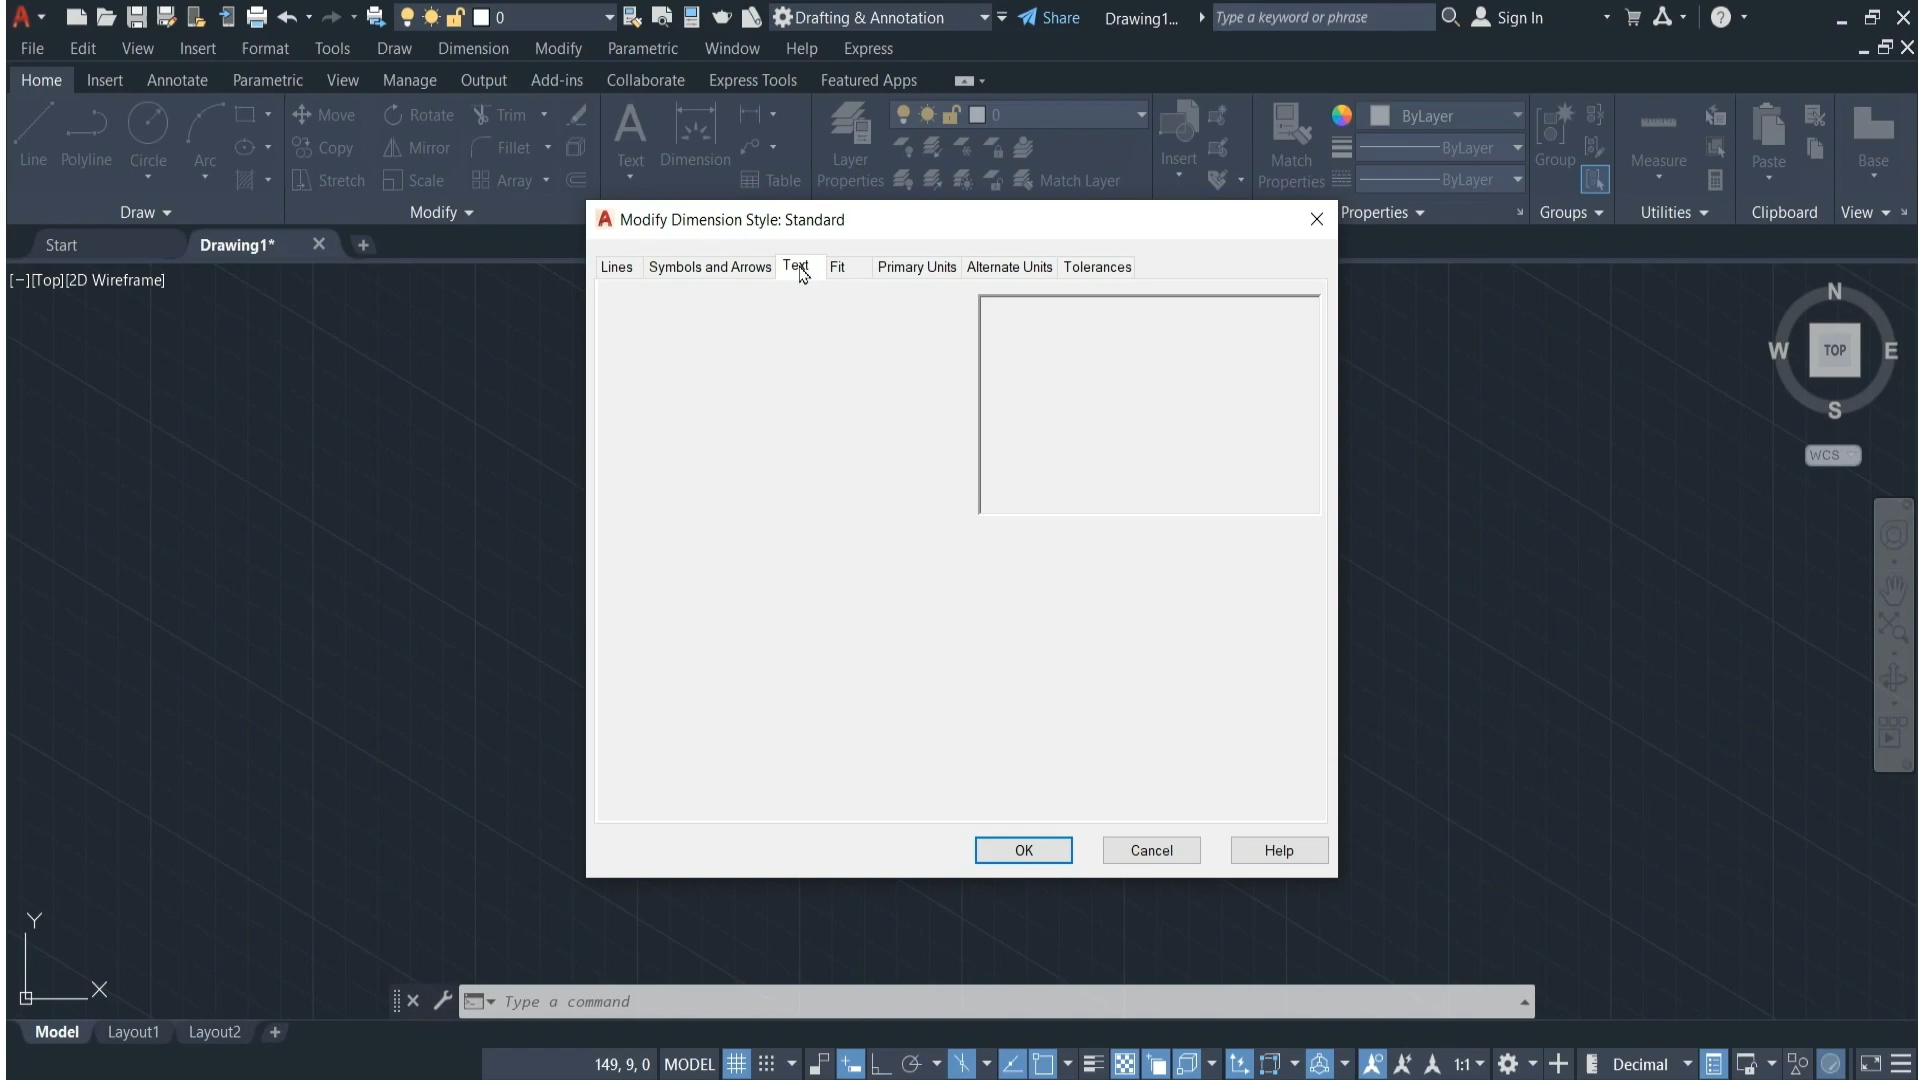 0
Drafting & Annotation
Share
Drawing1...
Type a keyword or phrase
Sign In
File Edit View Insert Format Tools Draw Dimension Modify Parametric Window Help Express
Home Insert Annotate Parametric View Manage Output Add-ins Collaborate Express Tools Featured Apps
Move Rotate Trim 0 ByLayer
Copy Mirror Fillet ByLayer
Line Polyline Circle Arc Text Dimension Layer Insert Match Group Measure Paste Base
Stretch Scale Array Table Properties Match Layer Properties ByLayer
Draw Modify Properties Groups Utilities Clipboard View
Start Drawing1*
Modify Dimension Style: Standard
Lines Symbols and Arrows Text Fit Primary Units Alternate Units Tolerances
[−][Top][2D Wireframe]
N
W TOP E
S
WCS
OK Cancel Help
Y
X
Type a command
Model Layout1 Layout2
149, 9, 0 MODEL 1:1 Decimal